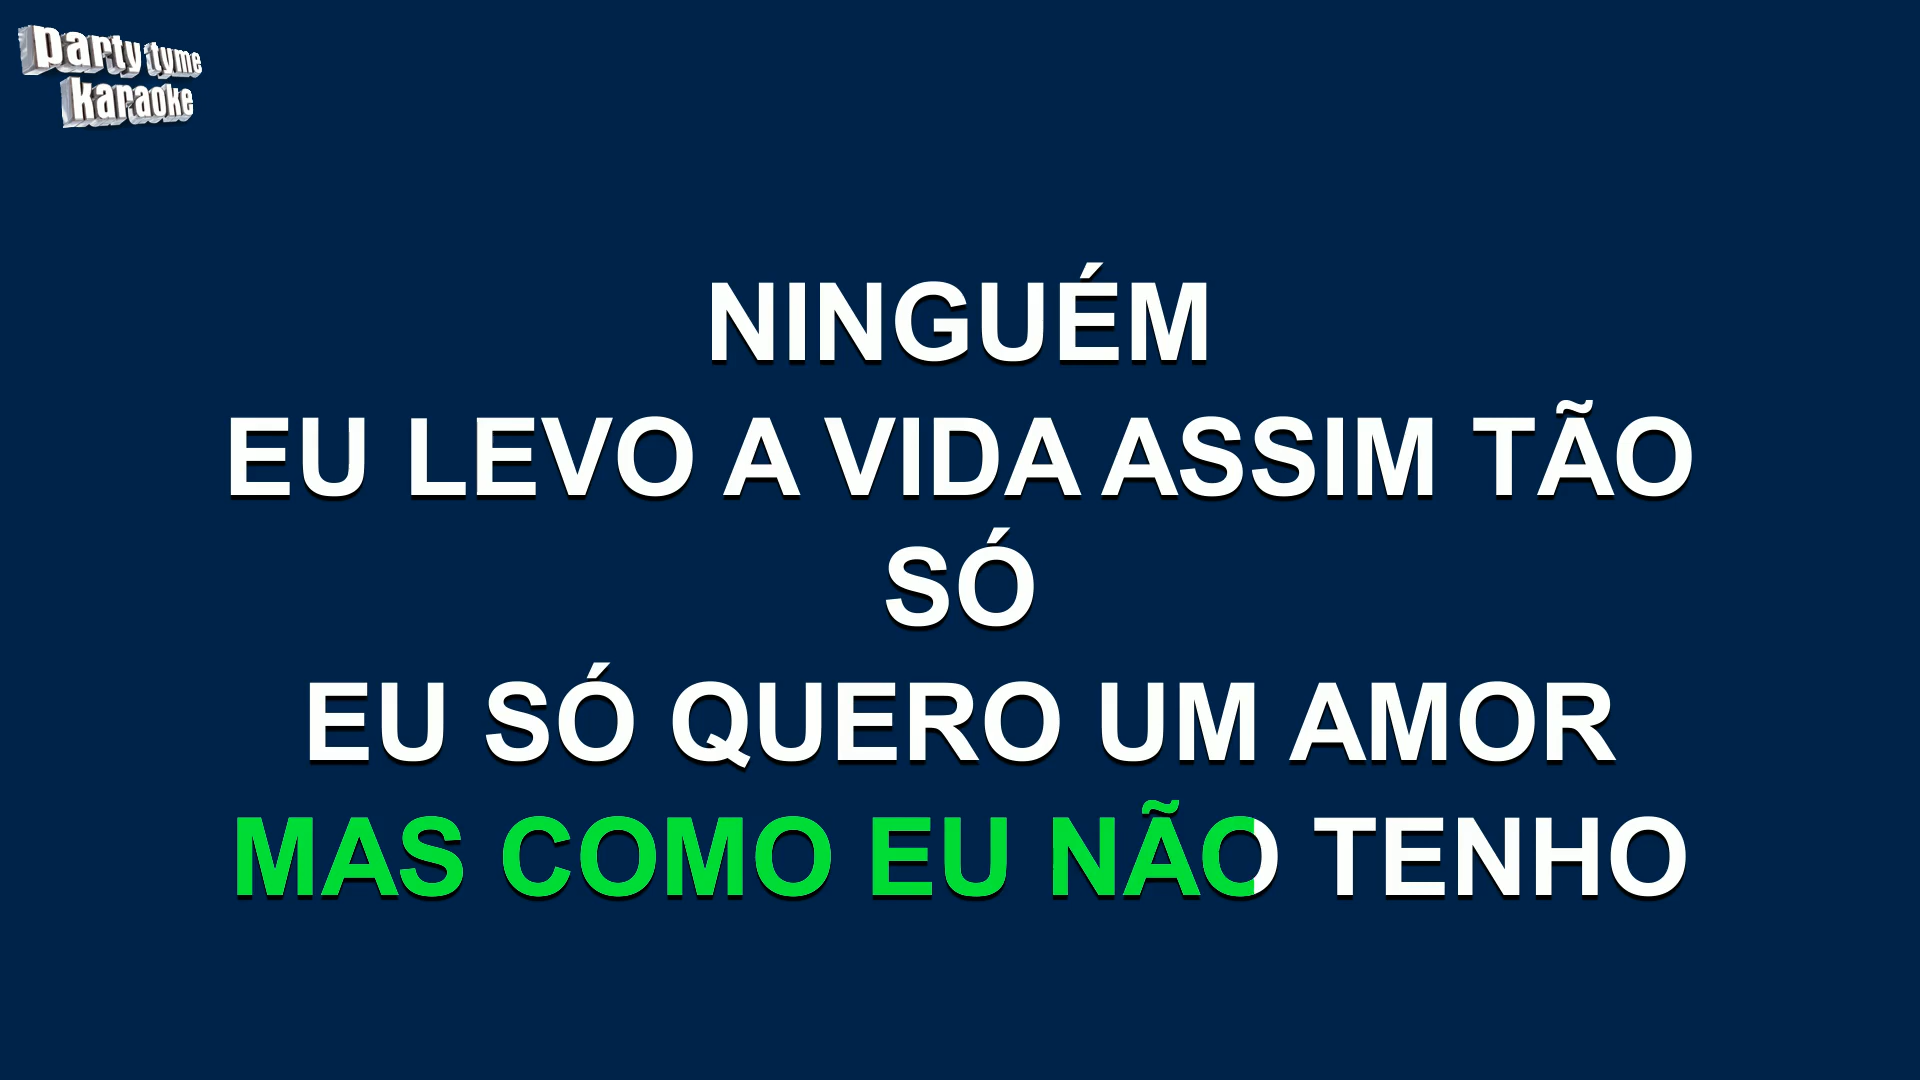 party tyme
karaoke
NINGUÉM
EU LEVO A VIDA ASSIM TÃO
SÓ
EU SÓ QUERO UM AMOR
MAS COMO EU NÃO TENHO